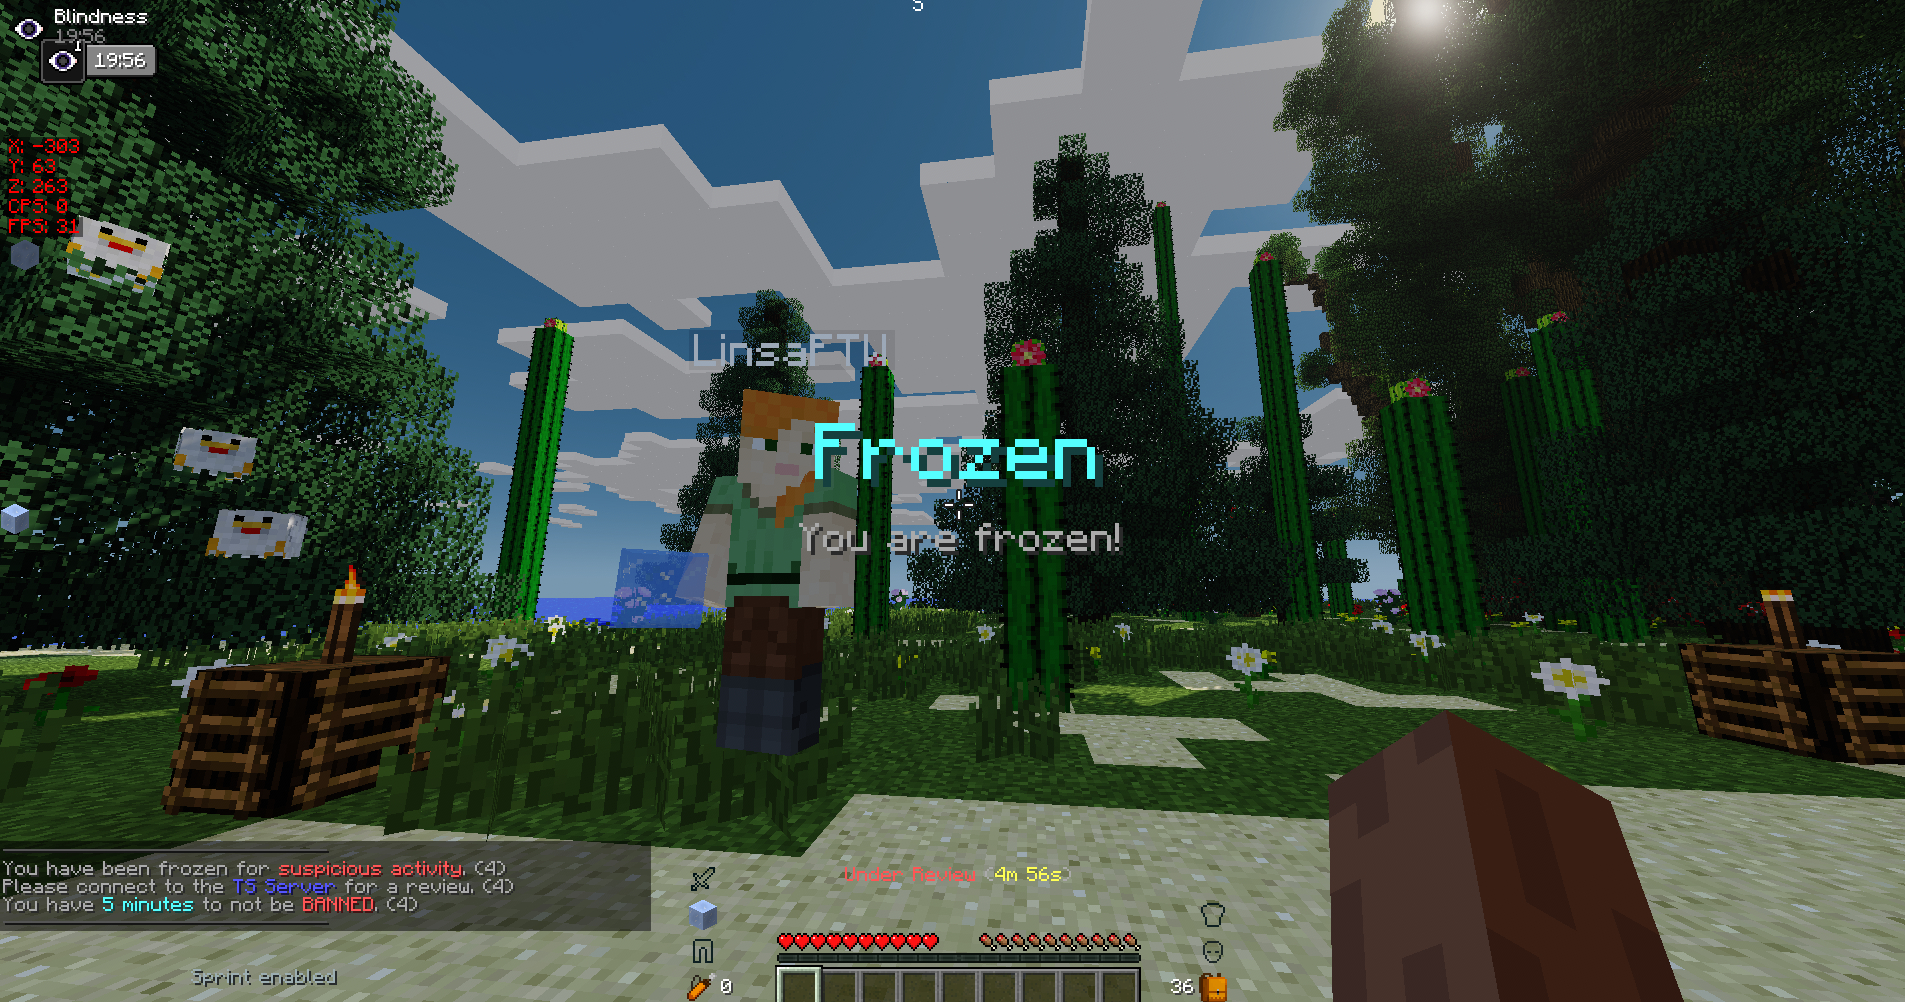 S
Blindness
19:56
1
19:56
X: -303
Y: 63
Z: 263
CPS: 0
FPS: 31
LinsaFTW
Frozen
You are frozen!
You have been frozen for suspicious activity. (4)
Please connect to the TS Server for a review. (4)
You have 5 minutes to not be BANNED. (4)
Under Review (4m 56s)
Sprint enabled
0
36